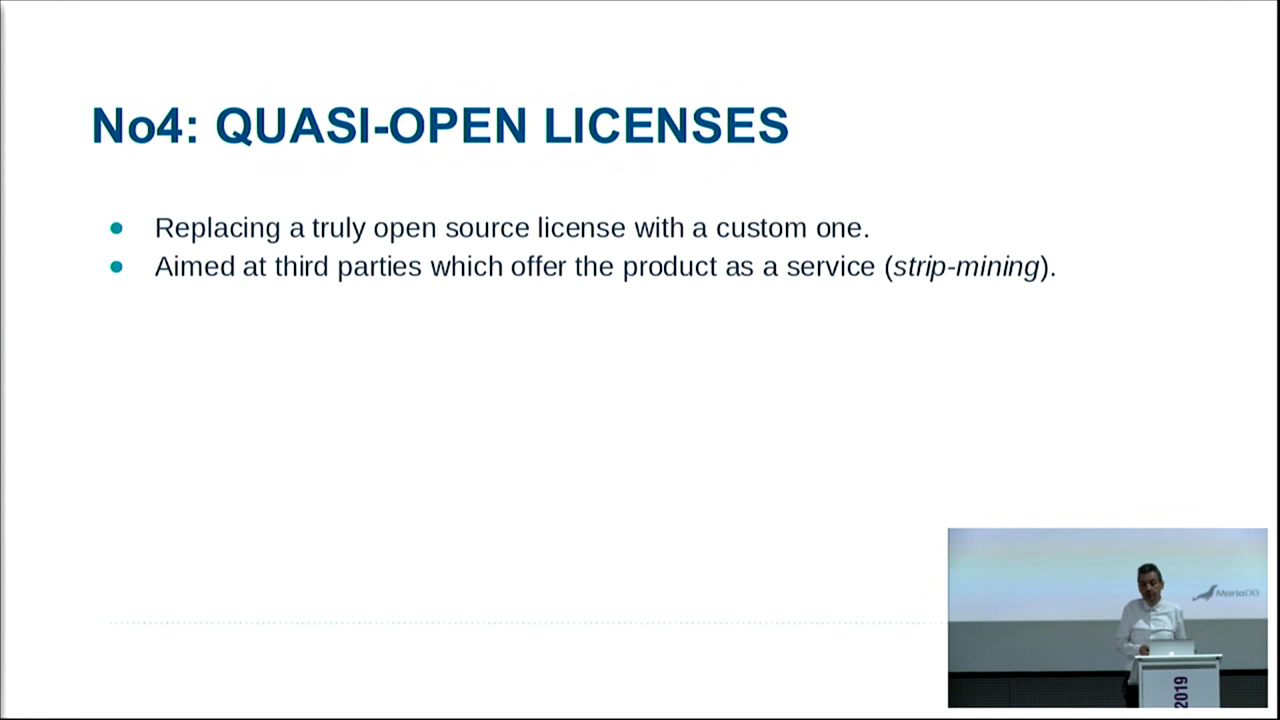 No4: QUASI-OPEN LICENSES
● Replacing a truly open source license with a custom one.
● Aimed at third parties which offer the product as a service (strip-mining).
MariaDB
2019